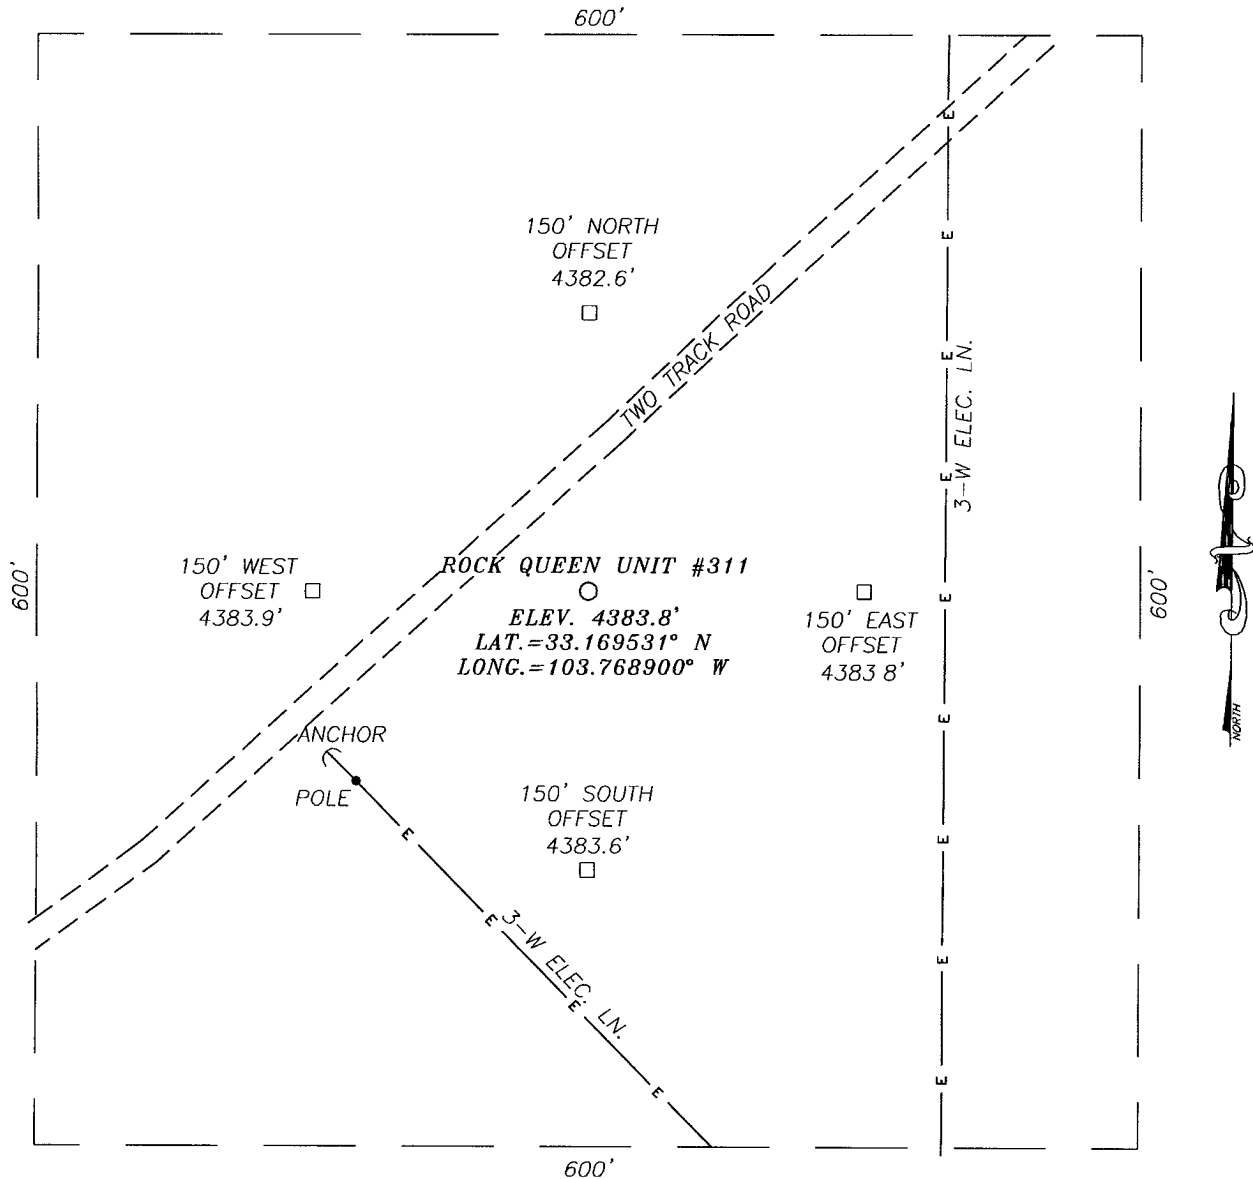 600'
150' NORTH
OFFSET
4382.6'
TWO TRACK ROAD
3-W ELEC. LN.
E
E
E
E
E
E
E
E
E
600'
150' WEST
OFFSET
4383.9'
ROCK QUEEN UNIT #311
ELEV. 4383.8'
LAT.=33.169531° N
LONG.=103.768900° W
150' EAST
OFFSET
4383 8'
600'
NORTH
ANCHOR
POLE
150' SOUTH
OFFSET
4383.6'
E
E
3-W ELEC. LN.
E
E
600'